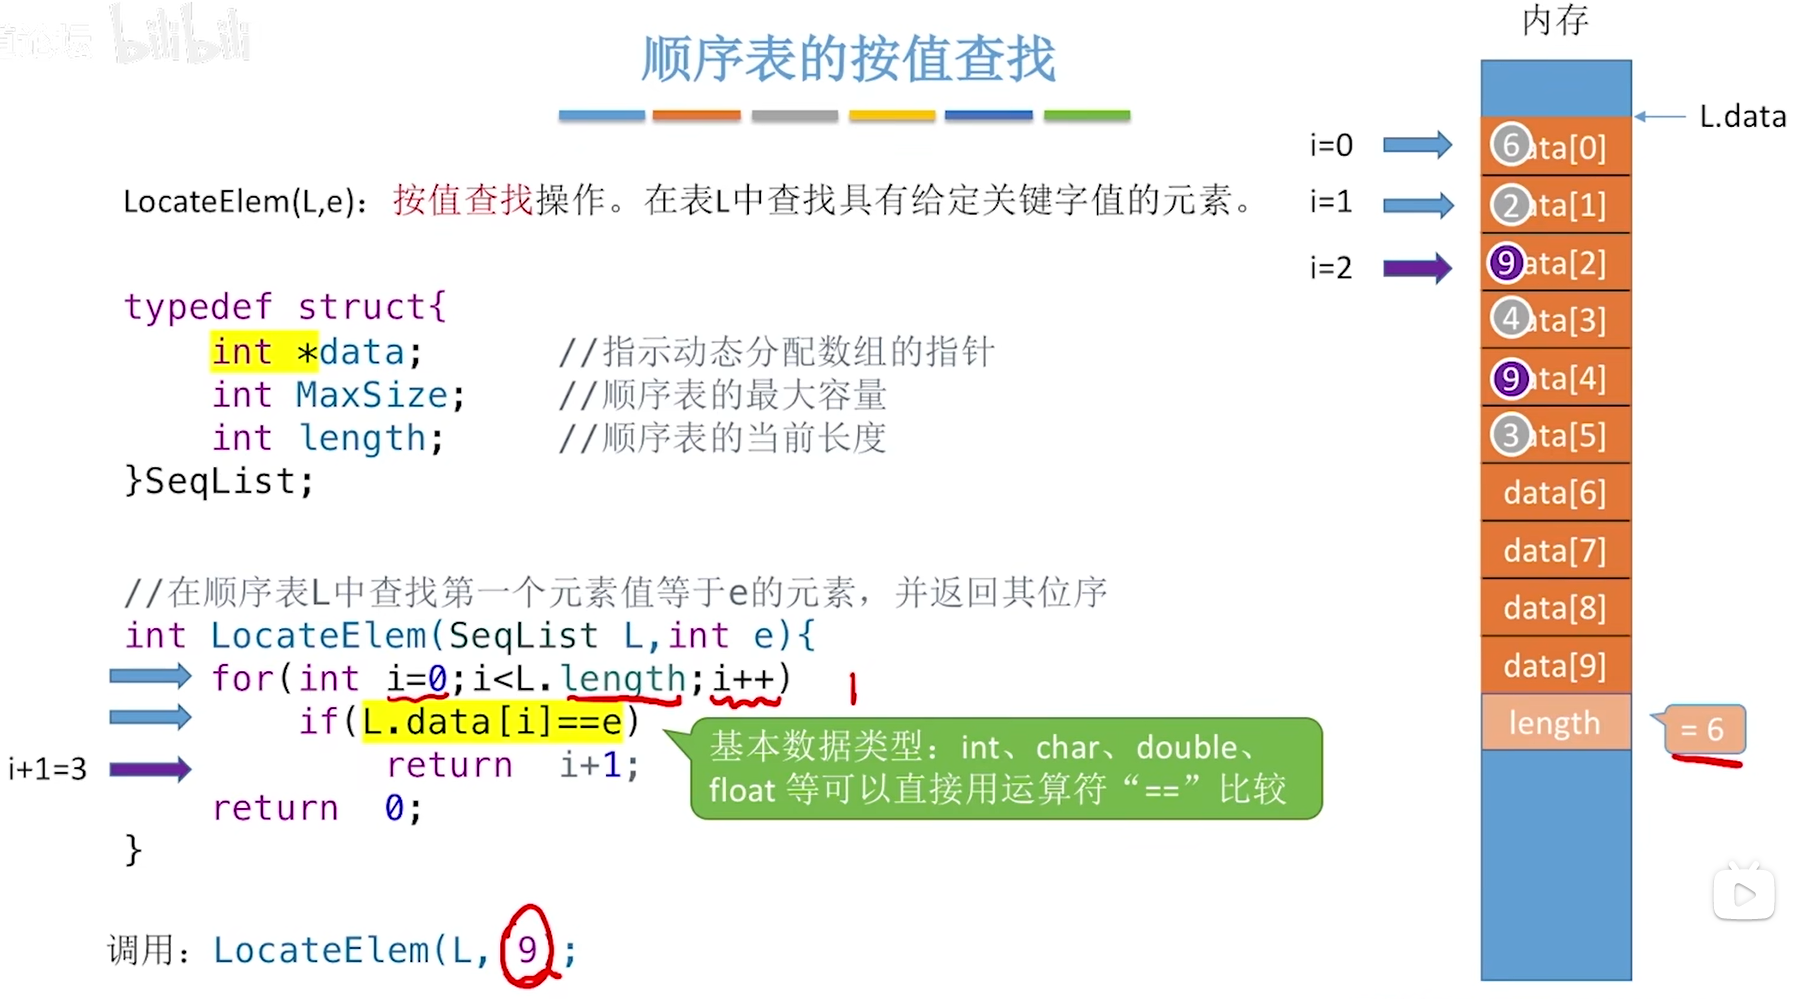 bilibili
内存
顺序表的按值查找
L.data
i=0
6 ata[0]
LocateElem(L,e)：按值查找操作。在表L中查找具有给定关键字值的元素。
i=1
2 ata[1]
i=2
9 ata[2]
typedef struct{
4 ata[3]
int *data; //指示动态分配数组的指针
9 ata[4]
int MaxSize; //顺序表的最大容量
int length; //顺序表的当前长度
3 ata[5]
}SeqList;
data[6]
data[7]
//在顺序表L中查找第一个元素值等于e的元素，并返回其位序
data[8]
int LocateElem(SeqList L,int e){
data[9]
for(int i=0;i<L.length;i++)
if(L.data[i]==e)
length
= 6
基本数据类型：int、char、double、
float 等可以直接用运算符“==”比较
i+1=3
return i+1;
return 0;
}
调用：LocateElem(L, 9 ;